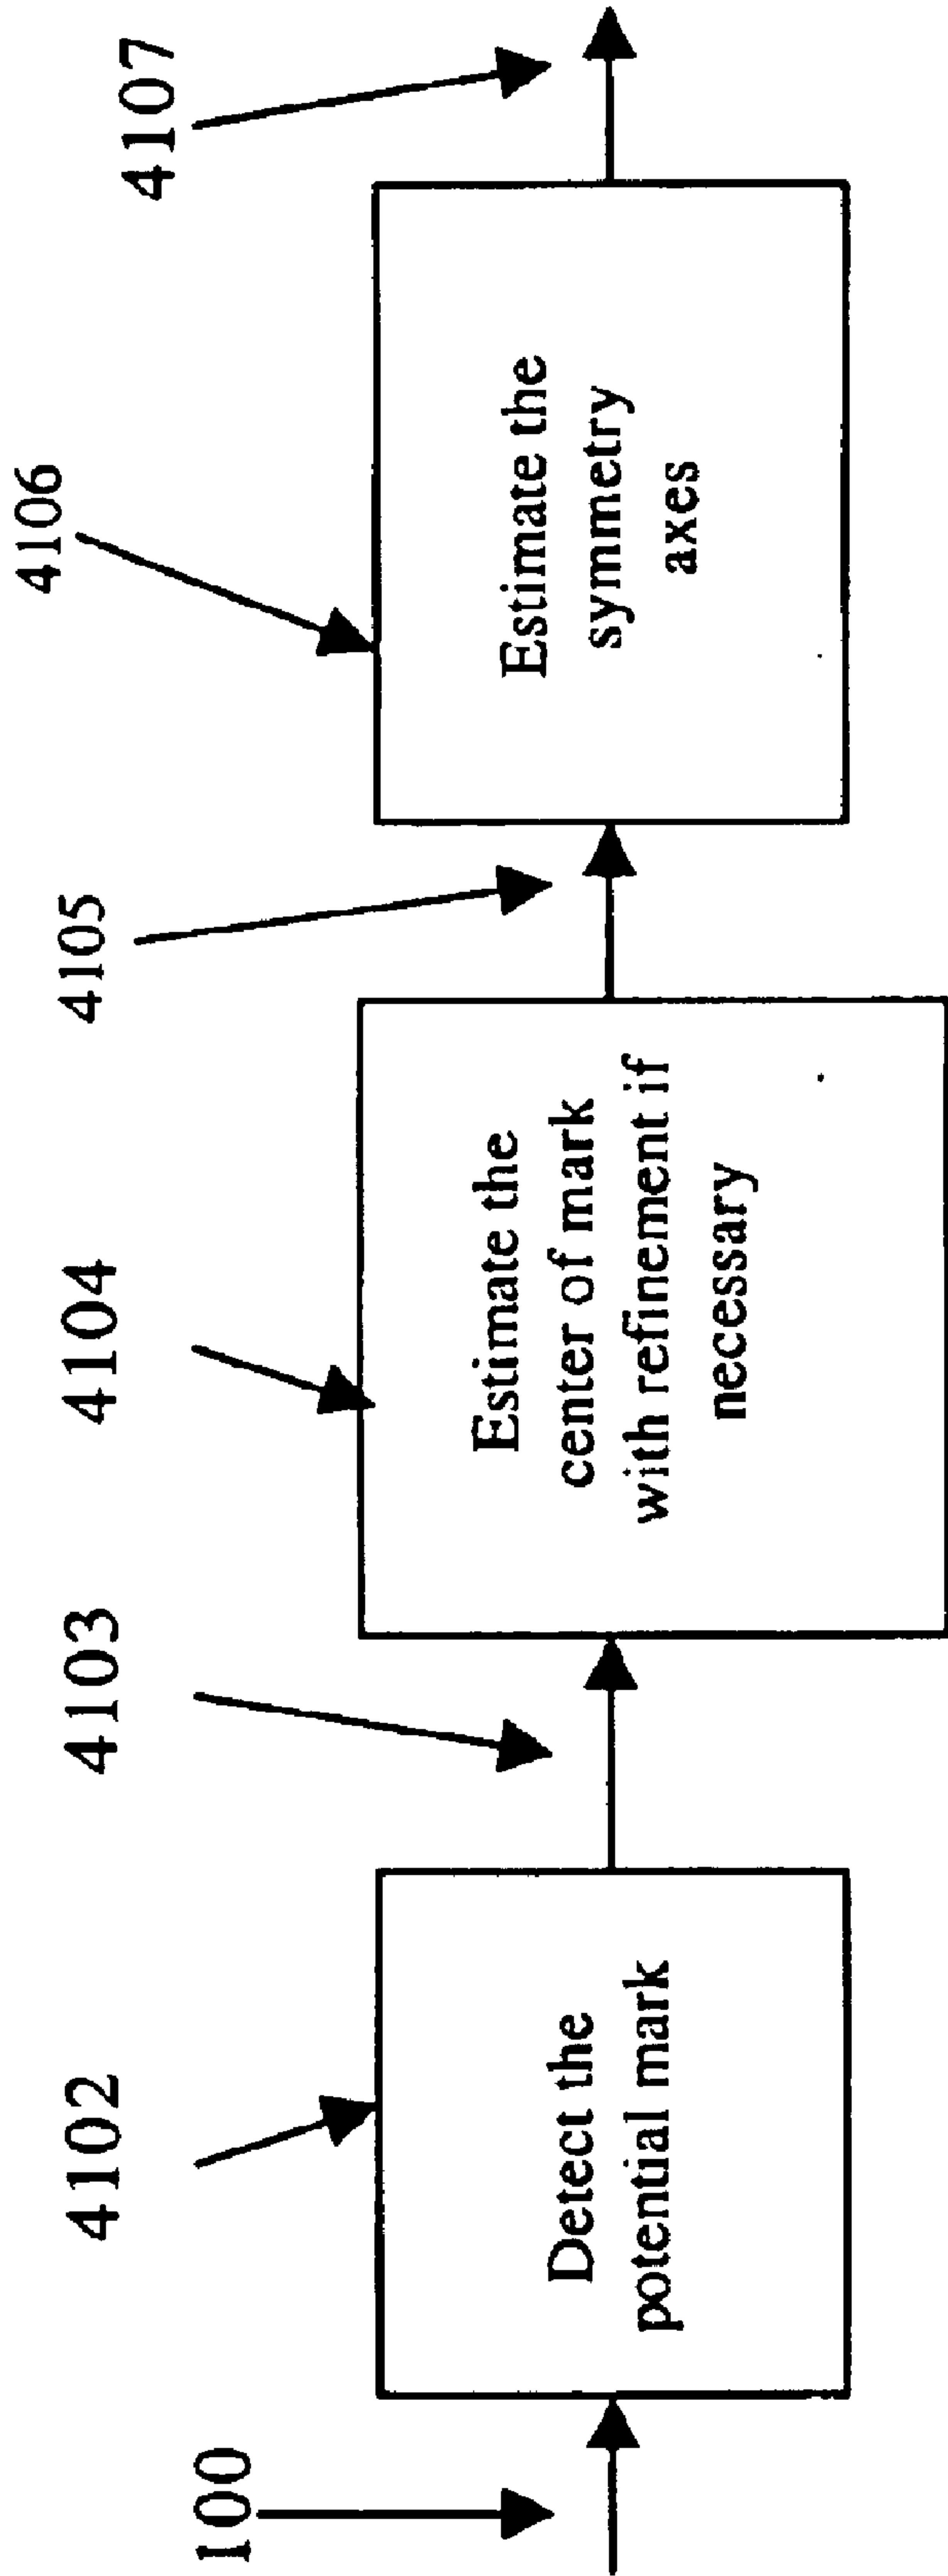 100
4102
4103
4104
4105
4106
4107
Detect the
potential mark
Estimate the
center of mark
with refinement if
necessary
Estimate the
symmetry
axes